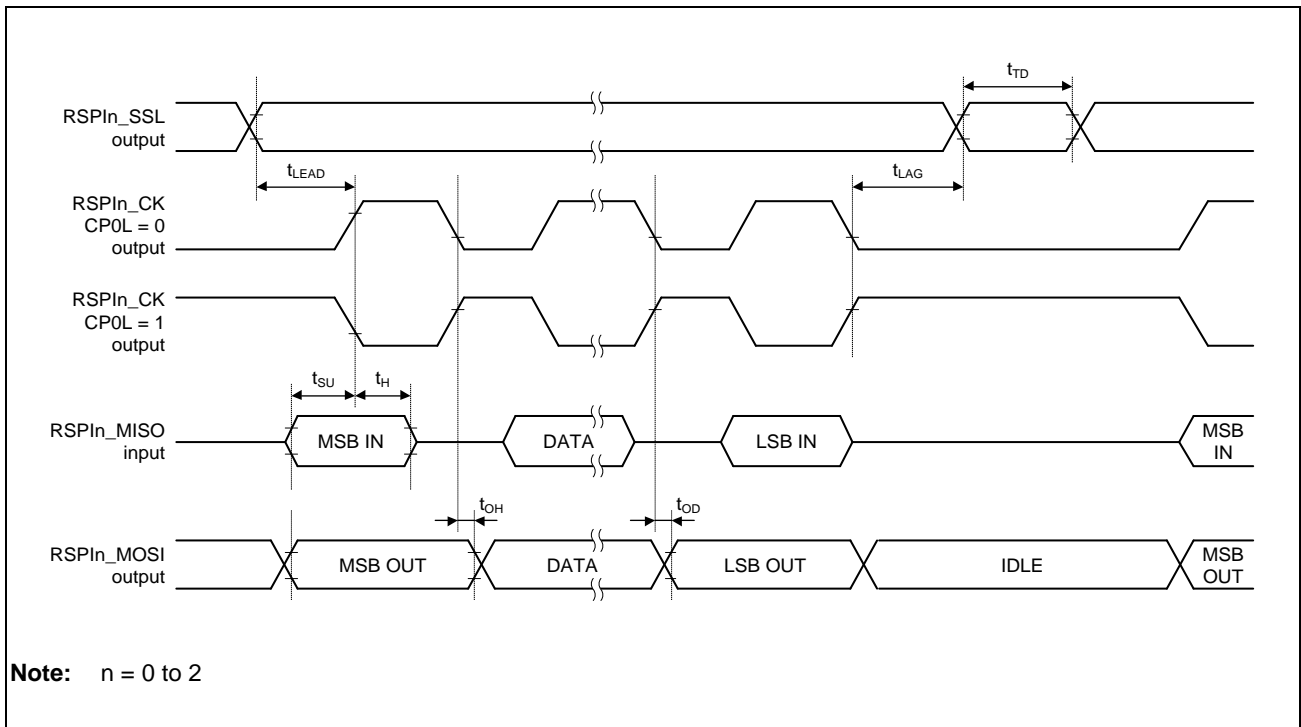 tTD
RSPIn_SSL
output
tLEAD
tLAG
RSPIn_CK
CP0L = 0
output
RSPIn_CK
CP0L = 1
output
tSU
tH
RSPIn_MISO
input
MSB IN
DATA
LSB IN
MSB
IN
tOH
tOD
RSPIn_MOSI
output
MSB OUT
DATA
LSB OUT
IDLE
MSB
OUT
Note: n = 0 to 2